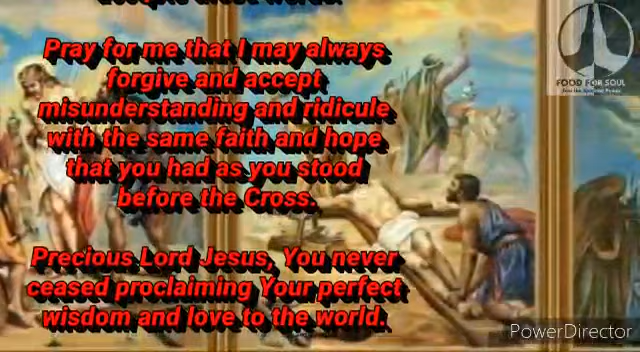 Pray for me that I may always
forgive and accept
misunderstanding and ridicule
with the same faith and hope
that you had as you stood
before the Cross.
Precious Lord Jesus, You never
ceased proclaiming Your perfect
wisdom and love to the world.
FOOD FOR SOUL
PowerDirector